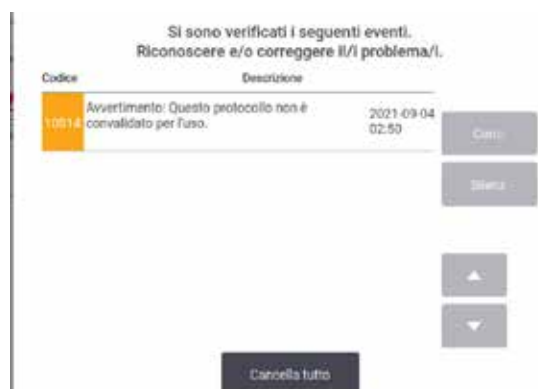 Si sono verificati i seguenti eventi.
Riconoscere e/o correggere il/i problema/i.
Codice Descrizione
10014 Avvertimento: Questo protocollo non è 2021-09-04
convalidato per l'uso. 02:50
Cancella tutto